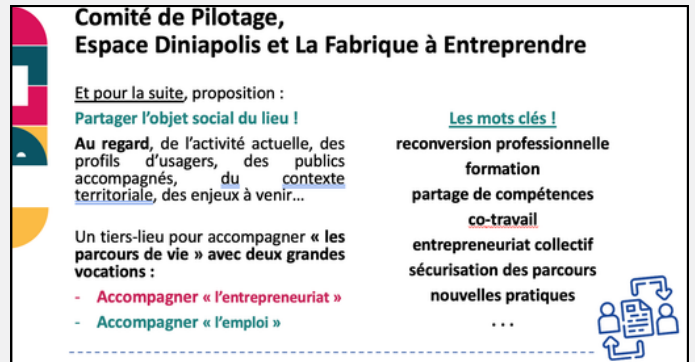 Comité de Pilotage,
Espace Diniapolis et La Fabrique à Entreprendre
Et pour la suite, proposition :
Partager l'objet social du lieu !
Au regard, de l'activité actuelle, des
profils d'usagers, des publics
accompagnés, du contexte
territoriale, des enjeux à venir...
Un tiers-lieu pour accompagner « les
parcours de vie » avec deux grandes
vocations :
- Accompagner « l'entrepreneuriat »
- Accompagner « l'emploi »
Les mots clés !
reconversion professionnelle
formation
partage de compétences
co-travail
entrepreneuriat collectif
sécurisation des parcours
nouvelles pratiques
...